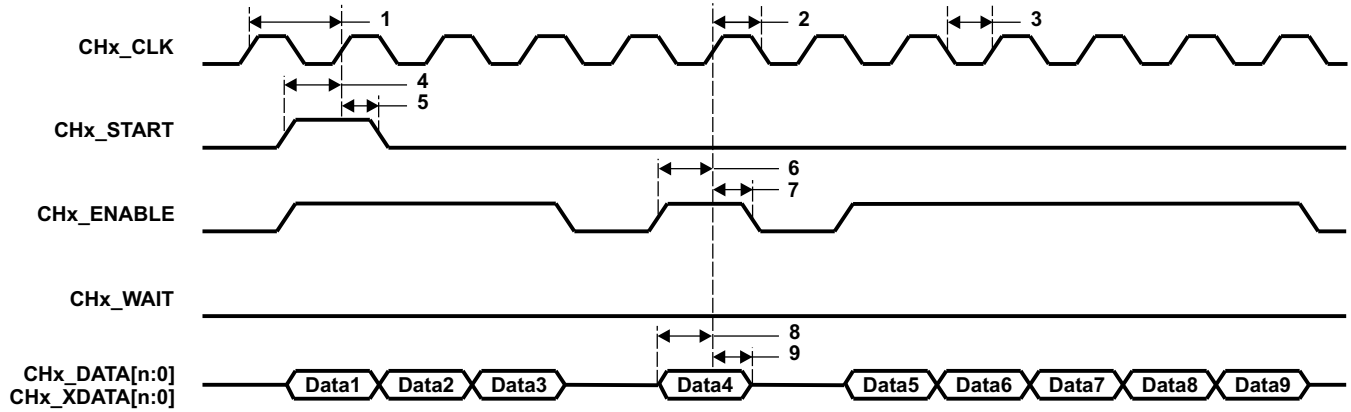 1
2
3
CHx_CLK
4
5
CHx_START
6
7
CHx_ENABLE
CHx_WAIT
8
9
CHx_DATA[n:0]
CHx_XDATA[n:0]
Data1 Data2 Data3 Data4 Data5 Data6 Data7 Data8 Data9